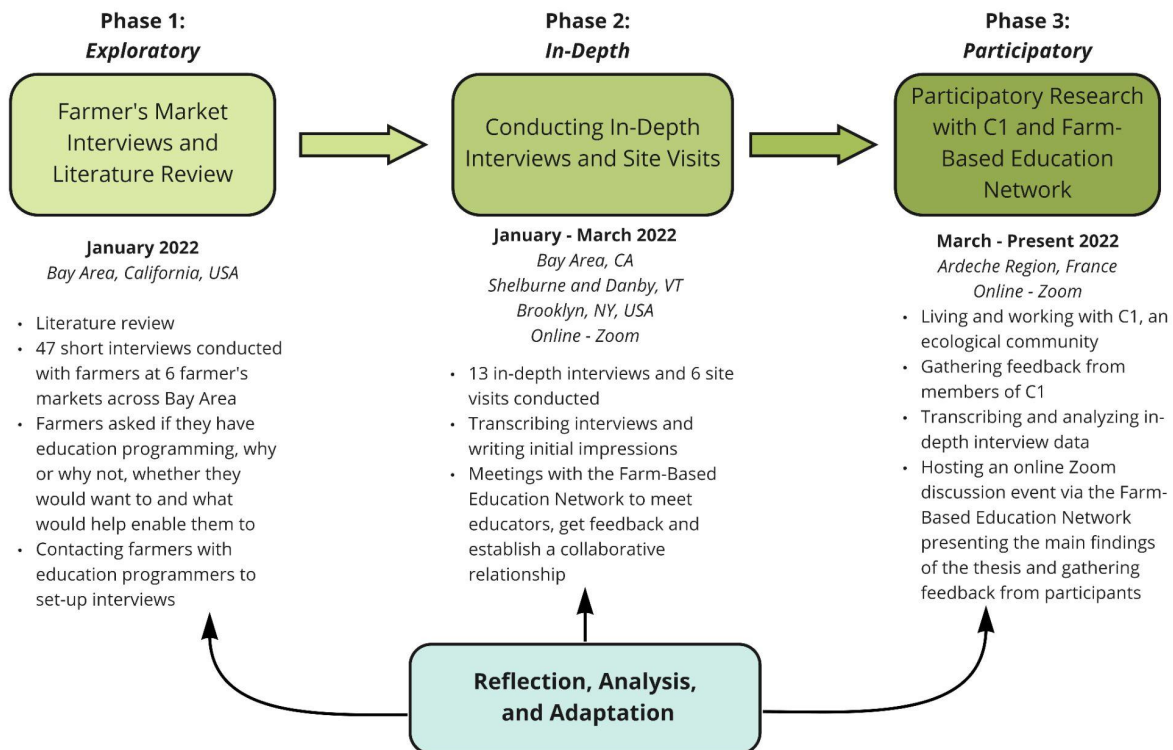 Phase 1:
Exploratory
Farmer's Market
Interviews and
Literature Review
January 2022
Bay Area, California, USA
• Literature review
• 47 short interviews conducted
with farmers at 6 farmer's
markets across Bay Area
• Farmers asked if they have
education programming, why
or why not, whether they
would want to and what
would help enable them to
• Contacting farmers with
education programmers to
set-up interviews
Phase 2:
In-Depth
Conducting In-Depth
Interviews and Site Visits
January - March 2022
Bay Area, CA
Shelburne and Danby, VT
Brooklyn, NY, USA
Online - Zoom
• 13 in-depth interviews and 6 site
visits conducted
• Transcribing interviews and
writing initial impressions
• Meetings with the Farm-Based
Education Network to meet
educators, get feedback and
establish a collaborative
relationship
Phase 3:
Participatory
Participatory Research
with C1 and Farm-
Based Education
Network
March - Present 2022
Ardeche Region, France
Online - Zoom
• Living and working with C1, an
ecological community
• Gathering feedback from
members of C1
• Transcribing and analyzing in-
depth interview data
• Hosting an online Zoom
discussion event via the Farm-
Based Education Network
presenting the main findings
of the thesis and gathering
feedback from participants
Reflection, Analysis,
and Adaptation